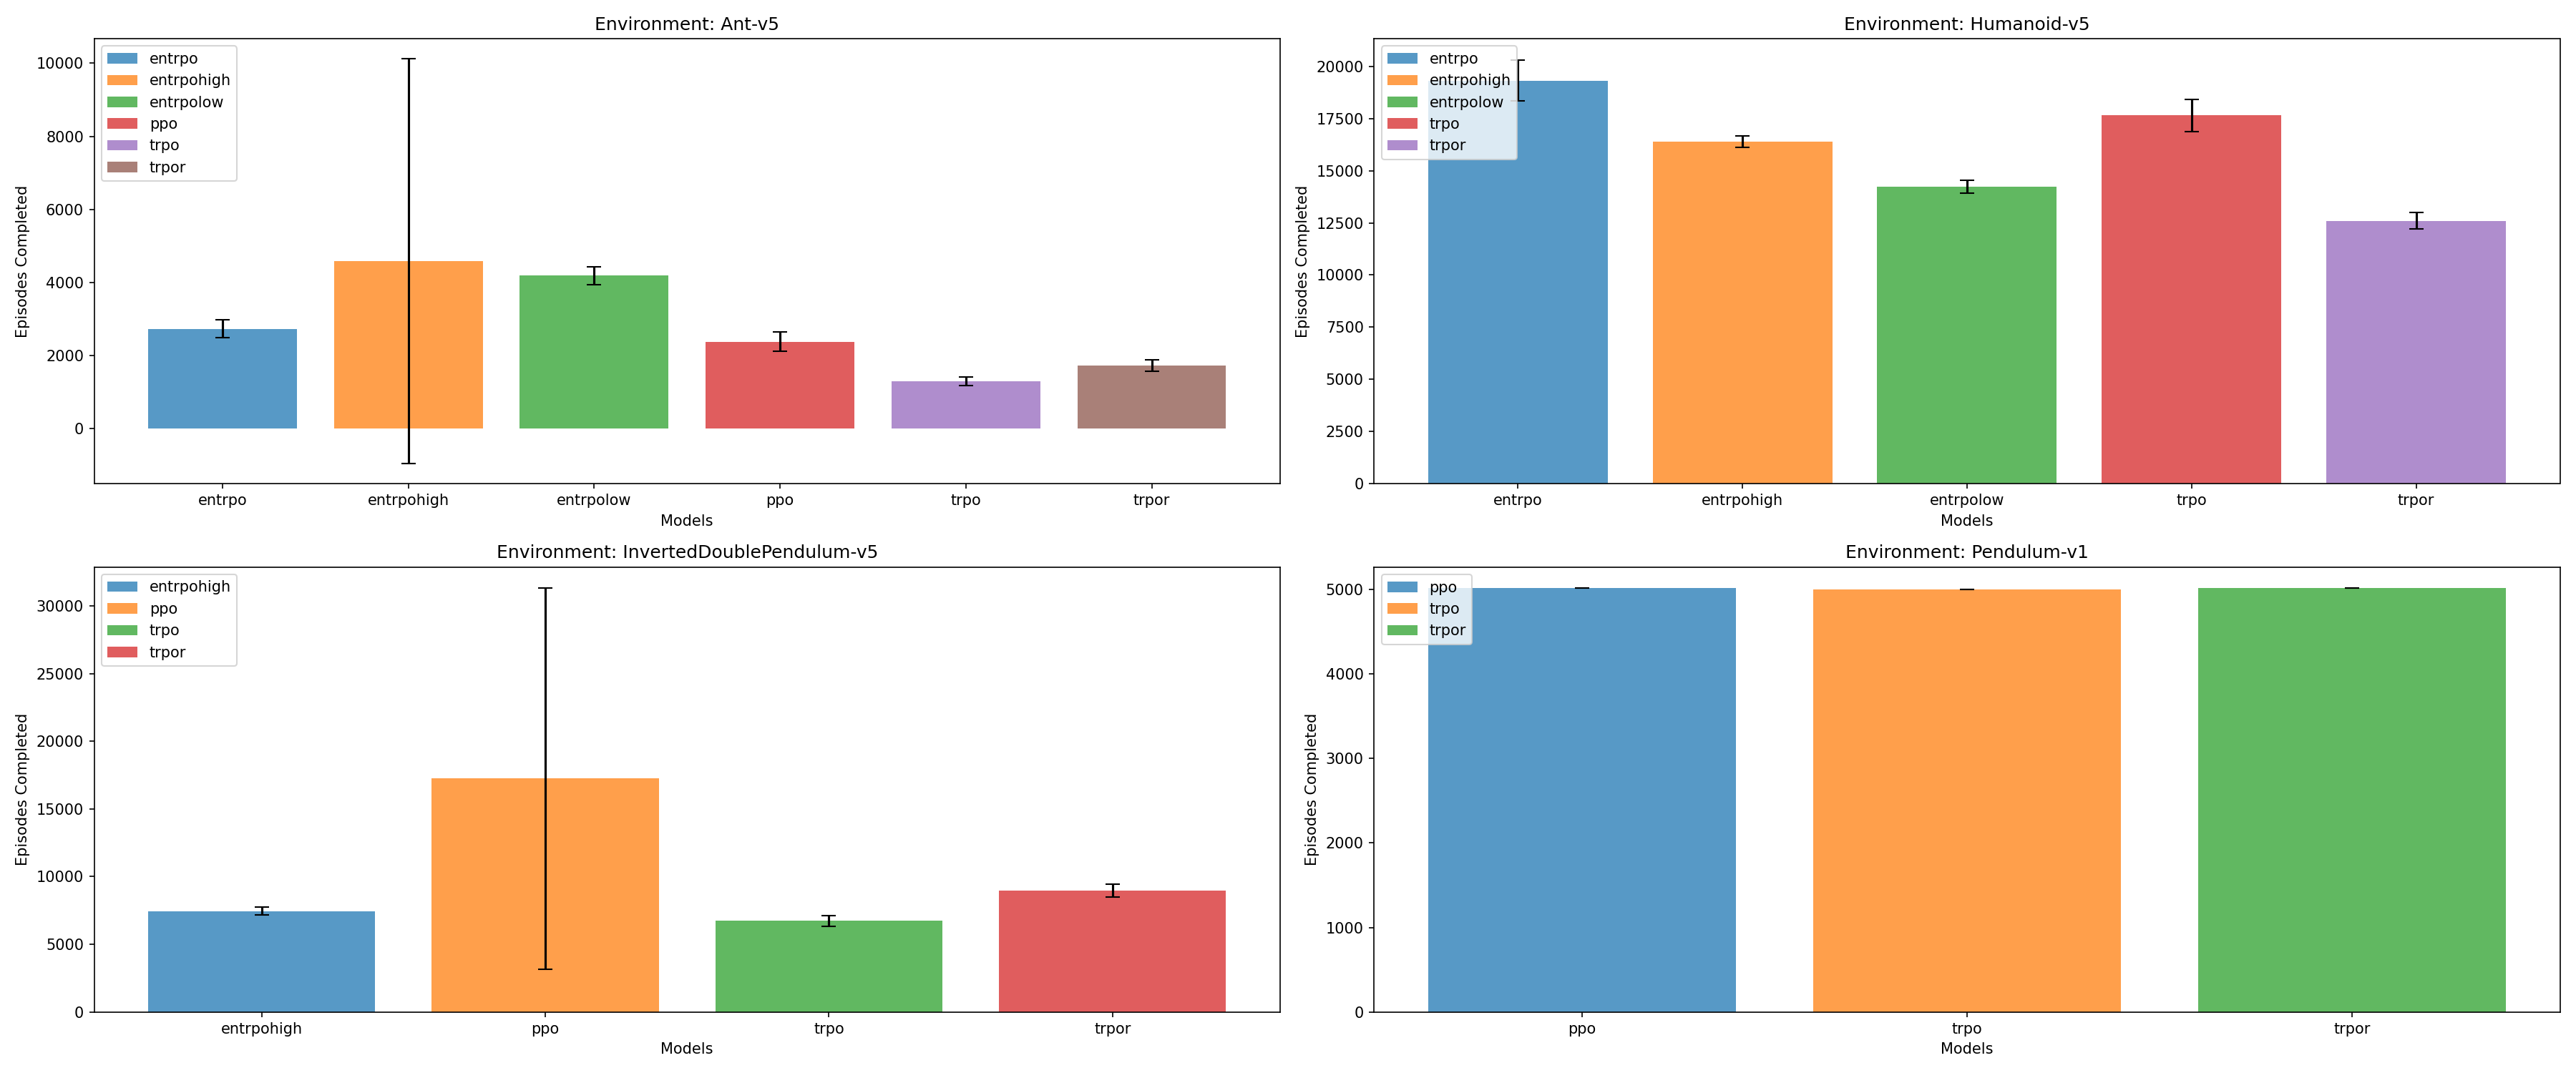 Environment: Ant-v5
entrpo
entrpohigh
entrpolow
ppo
trpo
trpor
10000
8000
6000
4000
2000
0
Episodes Completed
entrpo entrpohigh entrpolow ppo trpo trpor
Models
Environment: Humanoid-v5
entrpo
entrpohigh
entrpolow
trpo
trpor
20000
17500
15000
12500
10000
7500
5000
2500
0
Episodes Completed
entrpo entrpohigh entrpolow trpo trpor
Models
Environment: InvertedDoublePendulum-v5
entrpohigh
ppo
trpo
trpor
30000
25000
20000
15000
10000
5000
0
Episodes Completed
entrpohigh ppo trpo trpor
Models
Environment: Pendulum-v1
ppo
trpo
trpor
5000
4000
3000
2000
1000
0
Episodes Completed
ppo trpo trpor
Models